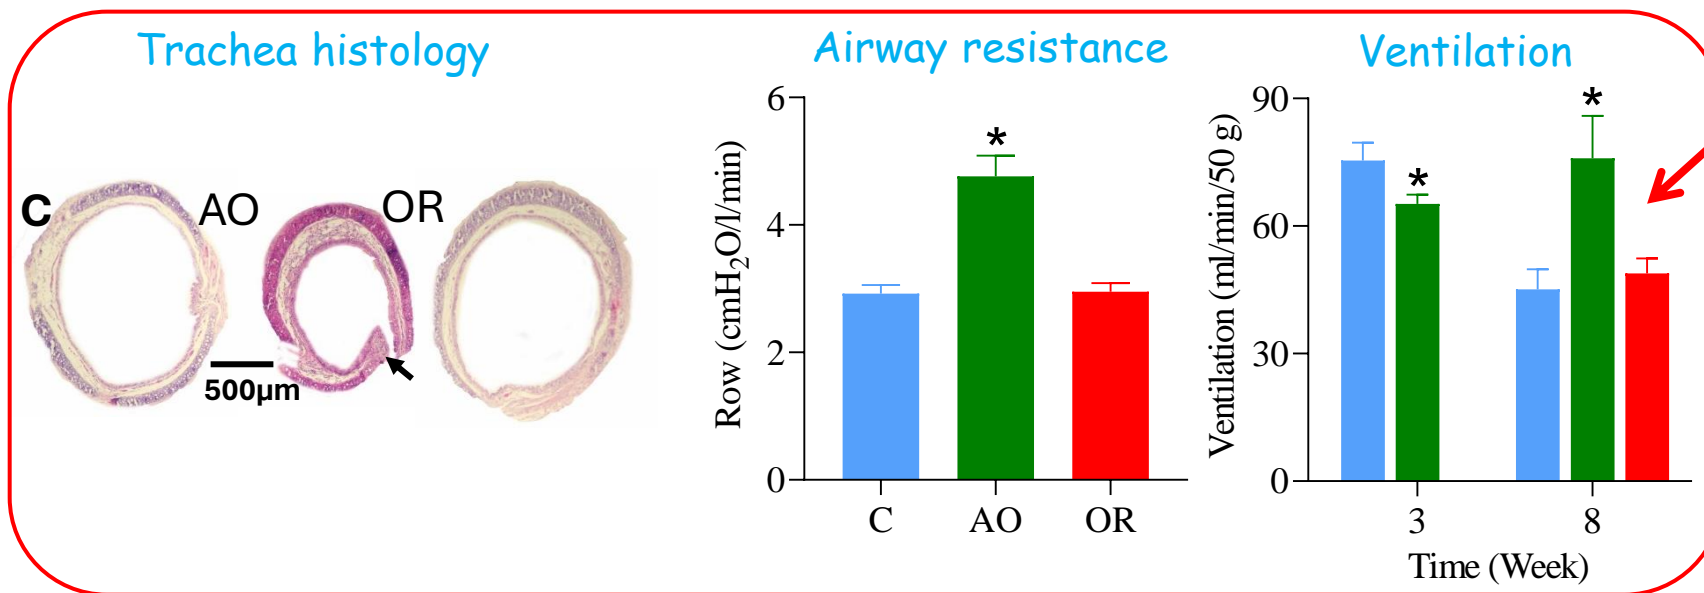 Trachea histology
C
AO
OR
500µm
Airway resistance
Row (cmH₂O/l/min)
6
4
2
0
*
C AO OR
Ventilation
Ventilation (ml/min/50 g)
90
60
30
0
*
*
3 8
Time (Week)